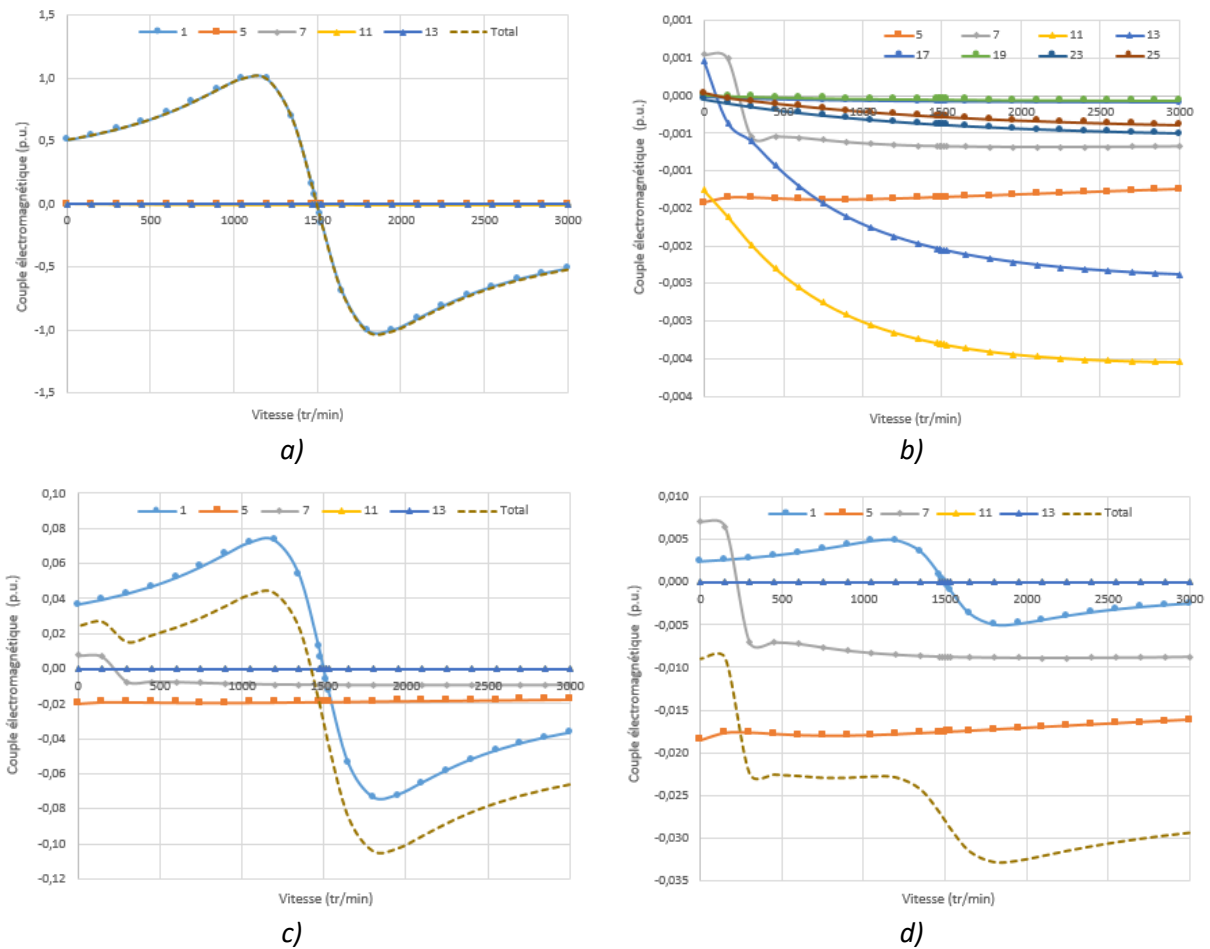 1 5 7 11 13 Total
1,5
1,0
0,5
0,0
-0,5
-1,0
-1,5
0 500 1000 1500 2000 2500 3000
Couple électromagnétique (p.u.)
Vitesse (tr/min)
a)
5 7 11 13
17 19 23 25
0,001
0,001
0,000
-0,001
-0,001
-0,002
-0,002
-0,003
-0,003
-0,004
-0,004
0 500 1000 1500 2000 2500 3000
Couple électromagnétique (p.u.)
Vitesse (tr/min)
b)
1 5 7 11 13 Total
0,10
0,08
0,06
0,04
0,02
0,00
-0,02
-0,04
-0,06
-0,08
-0,10
-0,12
0 500 1000 1500 2000 2500 3000
Couple électromagnétique (p.u.)
Vitesse (tr/min)
c)
1 5 7 11 13 Total
0,010
0,005
0,000
-0,005
-0,010
-0,015
-0,020
-0,025
-0,030
-0,035
0 500 1000 1500 2000 2500 3000
Couple électromagnétique (p.u.)
Vitesse (tr/min)
d)